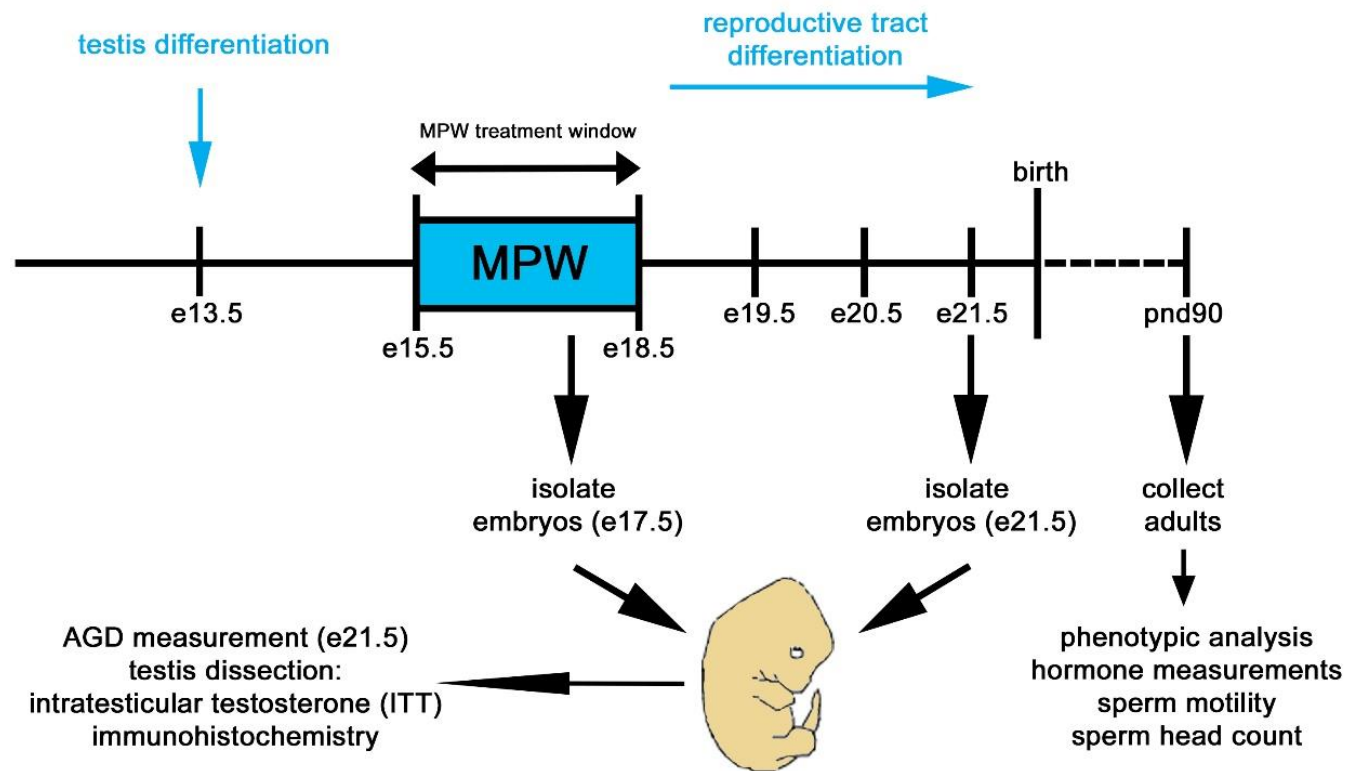 testis differentiation
reproductive tract
differentiation
MPW treatment window
birth
MPW
e13.5
e15.5
e18.5
e19.5
e20.5
e21.5
pnd90
isolate
embryos (e17.5)
isolate
embryos (e21.5)
collect
adults
AGD measurement (e21.5)
testis dissection:
intratesticular testosterone (ITT)
immunohistochemistry
phenotypic analysis
hormone measurements
sperm motility
sperm head count